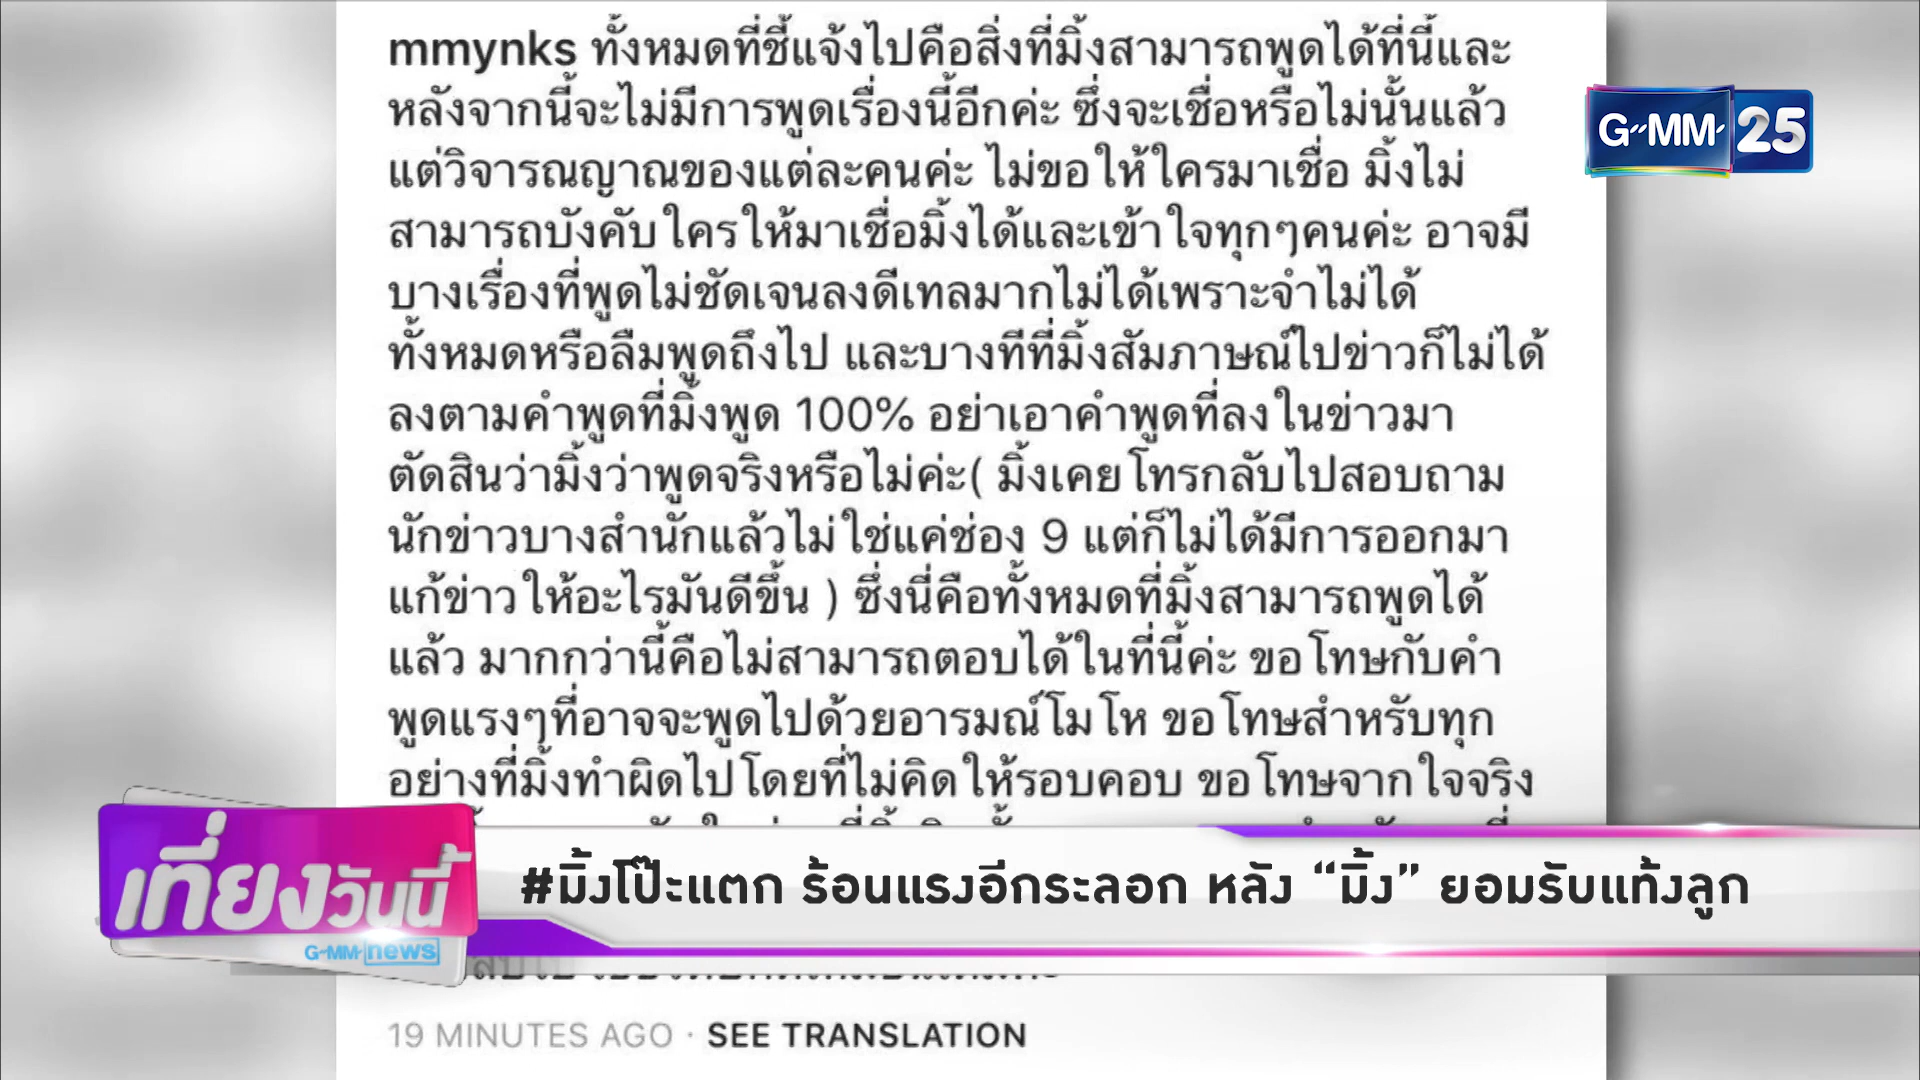 mmynks ทั้งหมดที่ชี้แจ้งไปคือสิ่งที่มิ้งสามารถพูดได้ที่นี้และ
หลังจากนี้จะไม่มีการพูดเรื่องนี้อีกค่ะ ซึ่งจะเชื่อหรือไม่นั้นแล้ว
แต่วิจารณญาณของแต่ละคนค่ะ ไม่ขอให้ใครมาเชื่อ มิ้งไม่
สามารถบังคับใครให้มาเชื่อมิ้งได้และเข้าใจทุกๆคนค่ะ อาจมี
บางเรื่องที่พูดไม่ชัดเจนลงดีเทลมากไม่ได้เพราะจำไม่ได้
ทั้งหมดหรือลืมพูดถึงไป และบางทีที่มิ้งสัมภาษณ์ไปข่าวก็ไม่ได้
ลงตามคำพูดที่มิ้งพูด 100% อย่าเอาคำพูดที่ลงในข่าวมา
ตัดสินว่ามิ้งว่าพูดจริงหรือไม่ค่ะ( มิ้งเคยโทรกลับไปสอบถาม
นักข่าวบางสำนักแล้วไม่ใช่แค่ช่อง 9 แต่ก็ไม่ได้มีการออกมา
แก้ข่าวให้อะไรมันดีขึ้น ) ซึ่งนี่คือทั้งหมดที่มิ้งสามารถพูดได้
แล้ว มากกว่านี้คือไม่สามารถตอบได้ในที่นี้ค่ะ ขอโทษกับคำ
พูดแรงๆที่อาจจะพูดไปด้วยอารมณ์โมโห ขอโทษสำหรับทุก
อย่างที่มิ้งทำผิดไปโดยที่ไม่คิดให้รอบคอบ ขอโทษจากใจจริง
19 MINUTES AGO · SEE TRANSLATION
G-MM 25
เที่ยงวันนี้
G-MM news
#มิ้งโป๊ะแตก ร้อนแรงอีกระลอก หลัง “มิ้ง” ยอมรับแท้งลูก